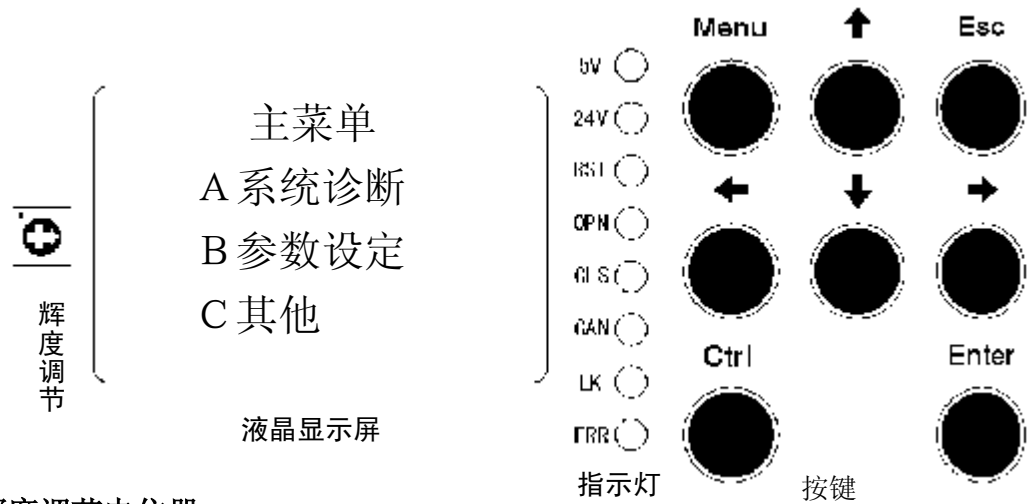 Menu
Esc
5V
24V
RST
OPN
CLS
CAN
LK
ERR
主菜单
A系统诊断
B参数设定
C其他
辉度调节
液晶显示屏
Ctrl
Enter
指示灯
按键